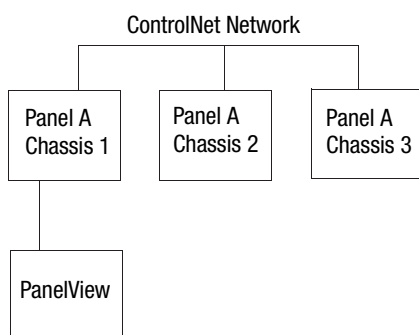 ControlNet Network
Panel A
Chassis 1
Panel A
Chassis 2
Panel A
Chassis 3
PanelView